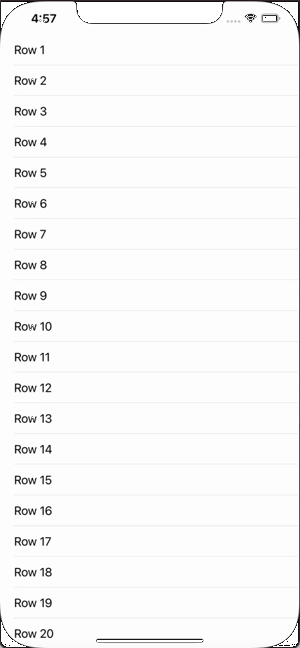 4:57
Row 1
Row 2
Row 3
Row 4
Row 5
Row 6
Row 7
Row 8
Row 9
Row 10
Row 11
Row 12
Row 13
Row 14
Row 15
Row 16
Row 17
Row 18
Row 19
Row 20